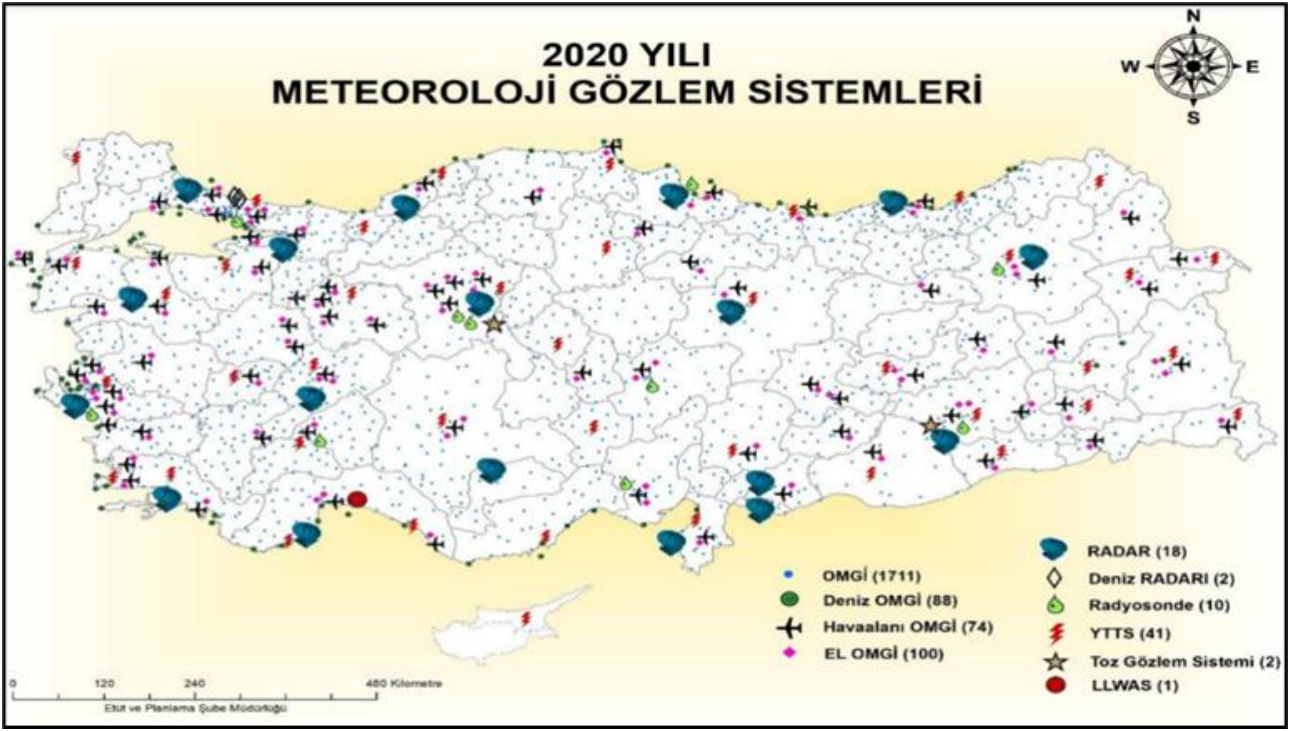 2020 YILI
METEOROLOJİ GÖZLEM SİSTEMLERİ
N
W E
S
OMGİ (1711)
Deniz OMGİ (88)
Havaalanı OMGİ (74)
EL OMGİ (100)
RADAR (18)
Deniz RADARI (2)
Radyosonde (10)
YTTS (41)
Toz Gözlem Sistemi (2)
LLWAS (1)
0 120 240 480 Kilometre
Etüt ve Planlama Şube Müdürlüğü